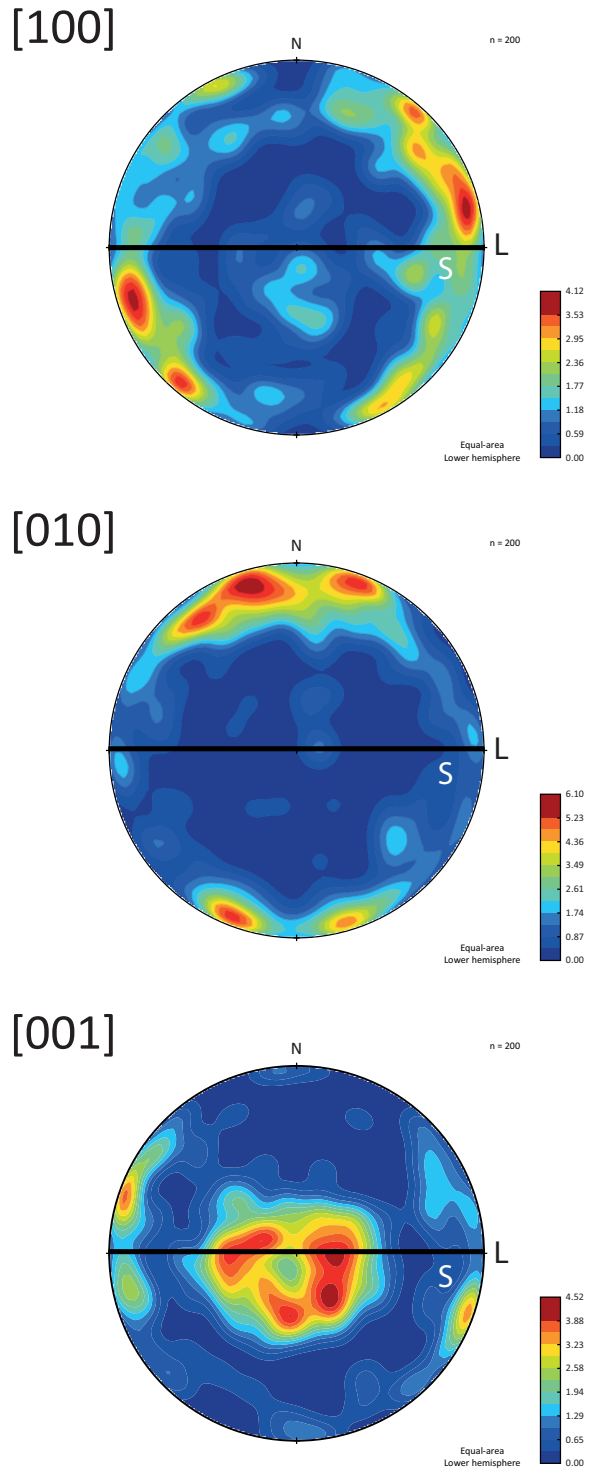 [100]
n = 200
N
L
S
4.12
3.53
2.95
2.36
1.77
1.18
0.59
0.00
Equal-area
Lower hemisphere
[010]
n = 200
N
L
S
6.10
5.23
4.36
3.49
2.61
1.74
0.87
0.00
Equal-area
Lower hemisphere
[001]
n = 200
N
L
S
4.52
3.88
3.23
2.58
1.94
1.29
0.65
0.00
Equal-area
Lower hemisphere